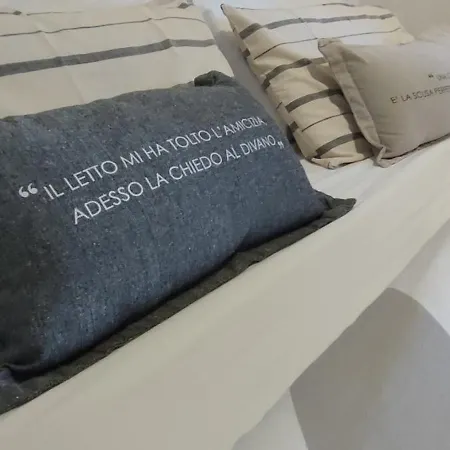 “ IL LETTO MI HA TOLTO L'AMICIZIA
ADESSO LA CHIEDO AL DIVANO „
“
E' LA SCUSA